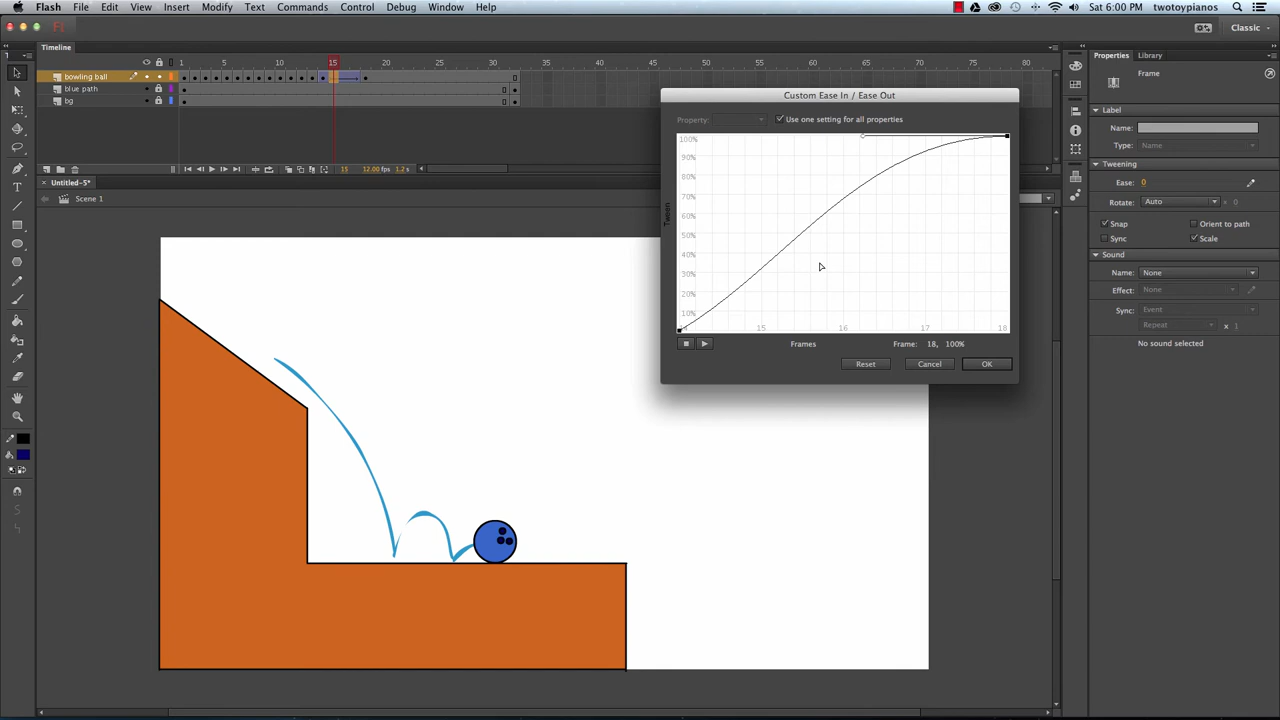 Flash File Edit View Insert Modify Text Commands Control Debug Window Help Sat 6:00 PM twotoypianos
Fl Classic
Timeline Properties Library
1 5 10 15 20 25 30 35 40 45 50 55 60 65 70 75 80
bowling ball
blue path
bg
15 12.00 fps 1.2 s
Untitled-5*
Scene 1
Custom Ease In / Ease Out
Property: Use one setting for all properties
100%
90%
80%
70%
60%
50%
40%
30%
20%
10%
Tween
15 16 17 18
Frames Frame: 18, 100%
Reset Cancel OK
Frame
Label
Name:
Type: Name
Tweening
Ease: 0
Rotate: Auto x 0
Snap Orient to path
Sync Scale
Sound
Name: None
Effect: None
Sync: Event
Repeat x 1
No sound selected